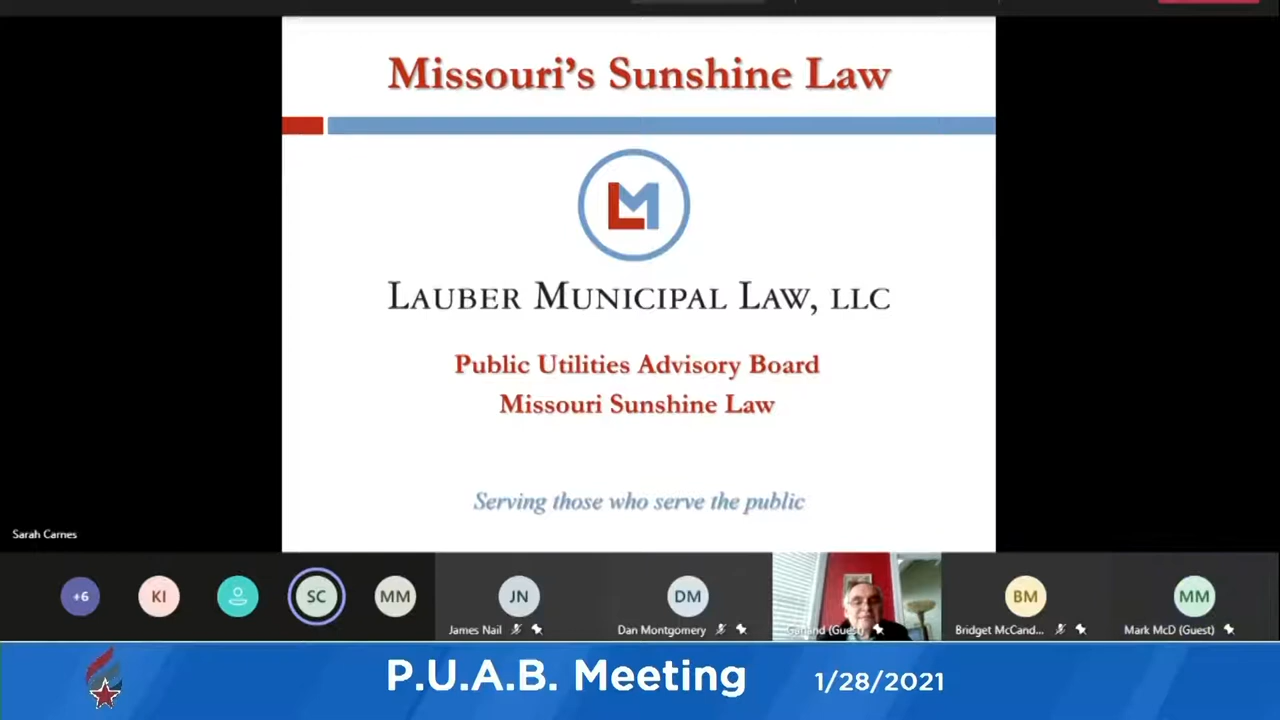 Missouri's Sunshine Law
LM
LAUBER MUNICIPAL LAW, LLC
Public Utilities Advisory Board
Missouri Sunshine Law
Serving those who serve the public
Sarah Carnes
+6
KI
SC
MM
JN
DM
BM
MM
James Nail
Dan Montgomery
Garland (Guest)
Bridget McCand...
Mark McD (Guest)
P.U.A.B. Meeting
1/28/2021